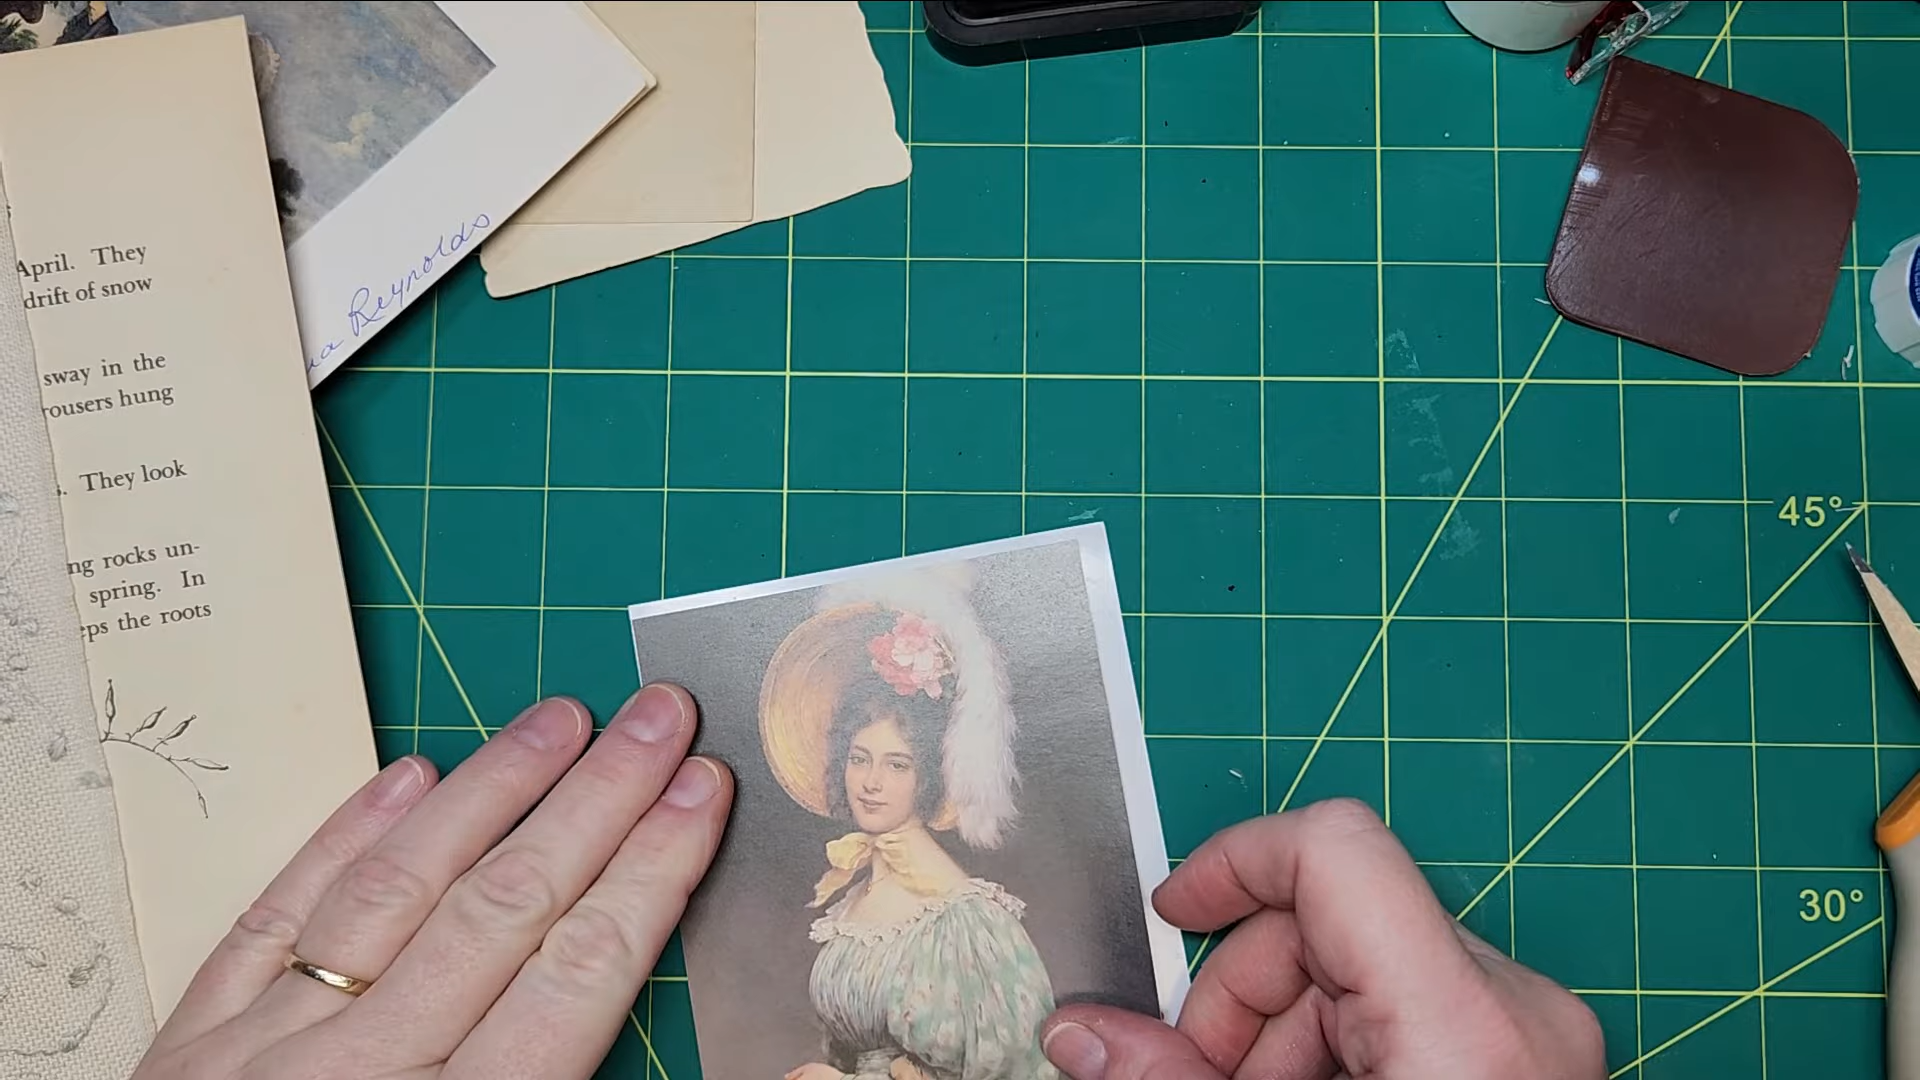 April. They
drift of snow
sway in the
rousers hung
. They look
ng rocks un-
spring. In
ps the roots
Reynolds
45°
30°